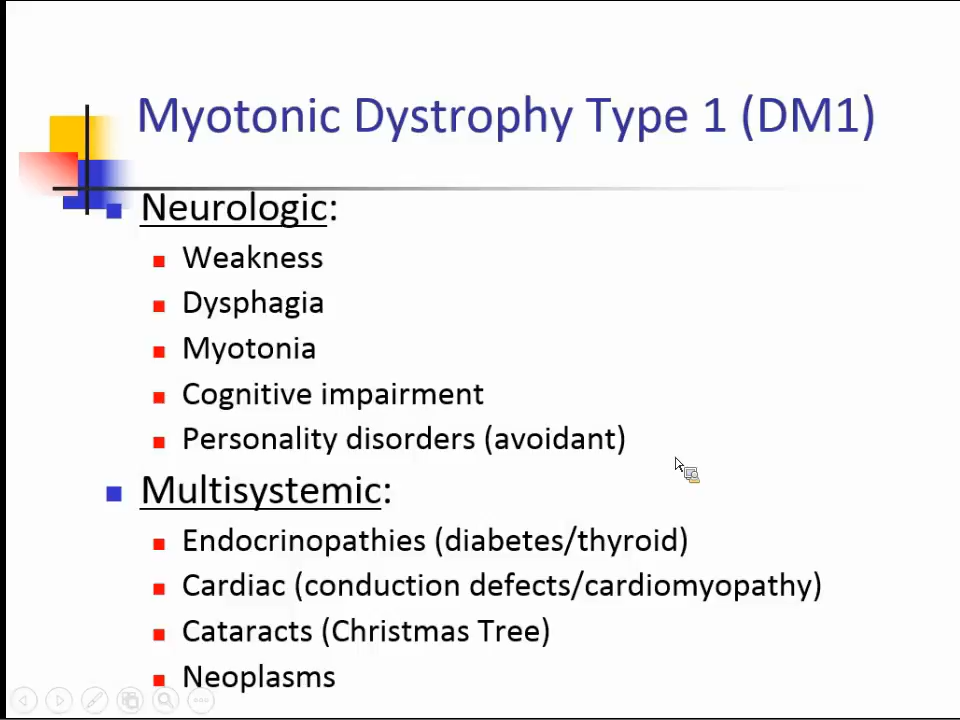 Myotonic Dystrophy Type 1 (DM1)
Neurologic:
Weakness
Dysphagia
Myotonia
Cognitive impairment
Personality disorders (avoidant)
Multisystemic:
Endocrinopathies (diabetes/thyroid)
Cardiac (conduction defects/cardiomyopathy)
Cataracts (Christmas Tree)
Neoplasms